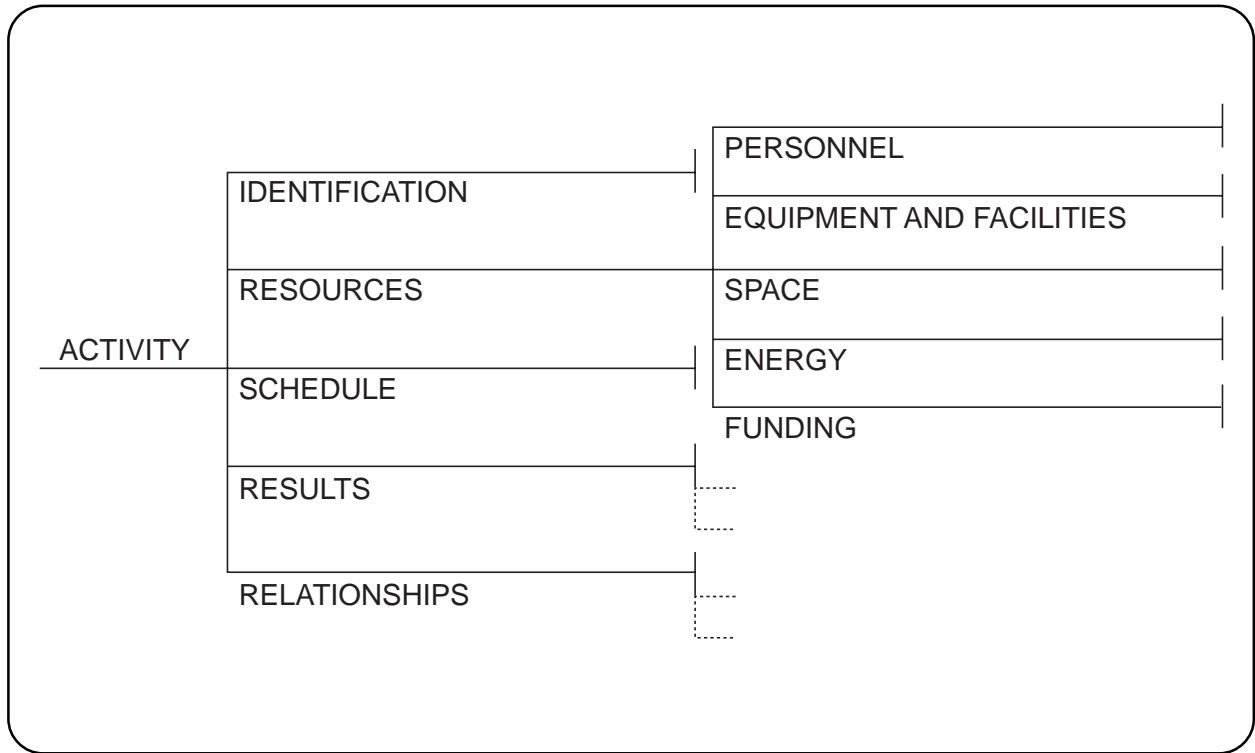 ACTIVITY
IDENTIFICATION
RESOURCES
SCHEDULE
RESULTS
RELATIONSHIPS
PERSONNEL
EQUIPMENT AND FACILITIES
SPACE
ENERGY
FUNDING